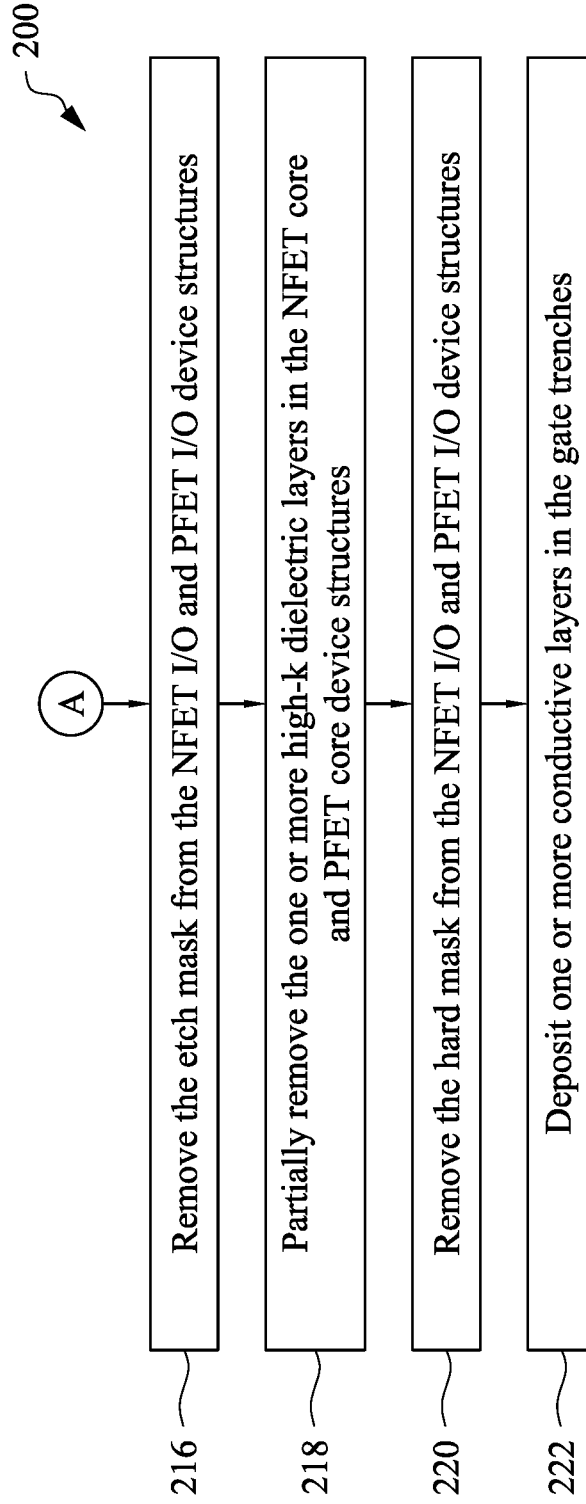 200
A
216
Remove the etch mask from the NFET I/O and PFET I/O device structures
218
Partially remove the one or more high-k dielectric layers in the NFET core
and PFET core device structures
220
Remove the hard mask from the NFET I/O and PFET I/O device structures
222
Deposit one or more conductive layers in the gate trenches